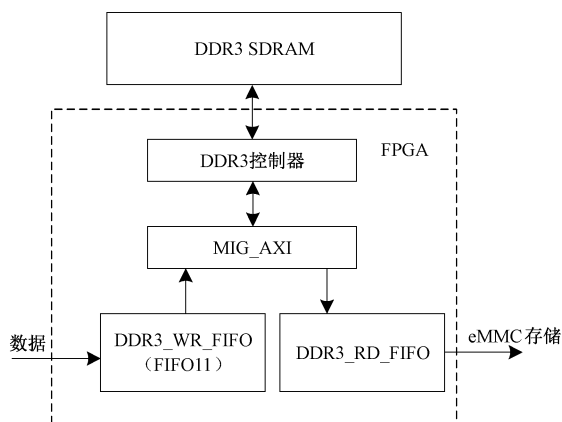 DDR3 SDRAM
DDR3控制器
FPGA
MIG_AXI
数据
DDR3_WR_FIFO
（FIFO11）
DDR3_RD_FIFO
eMMC存储